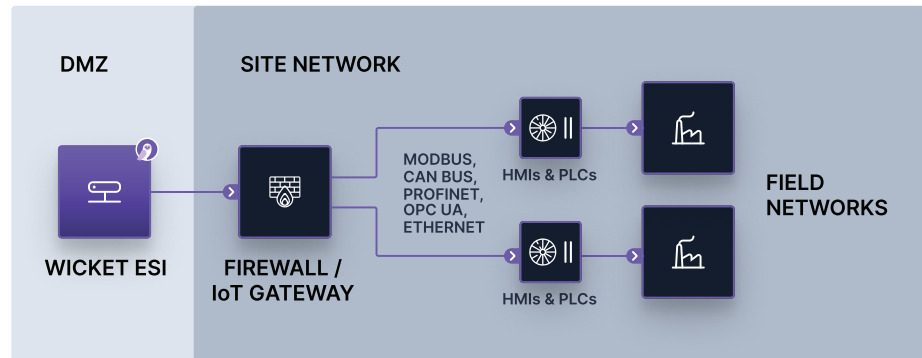 DMZ
SITE NETWORK
WICKET ESI
FIREWALL /
IoT GATEWAY
MODBUS,
CAN BUS,
PROFINET,
OPC UA,
ETHERNET
HMIs & PLCs
HMIs & PLCs
FIELD
NETWORKS